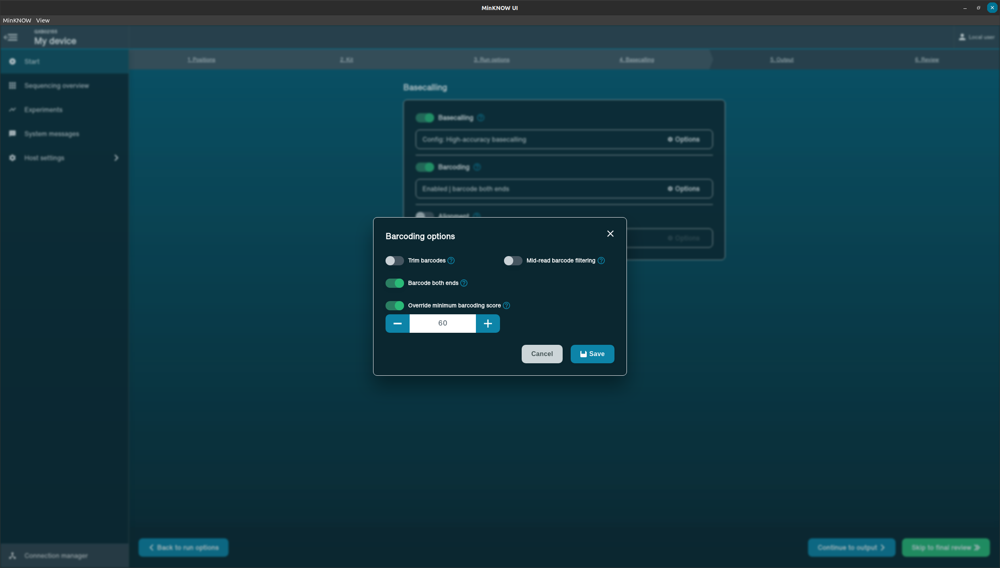 MinKNOW UI
MinKNOW View
My device
Local user
Start
Sequencing overview
Experiments
System messages
Host settings
1. Positions
2. Kit
3. Run options
4. Basecalling
5. Output
6. Review
Basecalling
Basecalling
Config: High-accuracy basecalling
Options
Barcoding
Enabled | barcode both ends
Options
Alignment
Options
Barcoding options
Trim barcodes
Mid-read barcode filtering
Barcode both ends
Override minimum barcoding score
60
Cancel
Save
Connection manager
Back to run options
Continue to output
Skip to final review